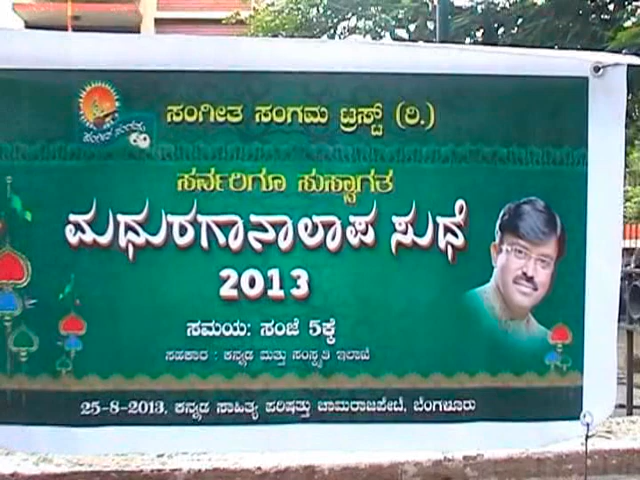 ಸಂಗೀತ ಸಂಗಮ ಟ್ರಸ್ಟ್ (ರಿ.)
ಸರ್ವರಿಗೂ ಸುಸ್ವಾಗತ
ಮಧುರಗಾನಾಲಾಪ ಸುಧೆ
2013
ಸಮಯ: ಸಂಜೆ 5ಕ್ಕೆ
ಸಹಕಾರ : ಕನ್ನಡ ಮತ್ತು ಸಂಸ್ಕೃತಿ ಇಲಾಖೆ
25-8-2013, ಕನ್ನಡ ಸಾಹಿತ್ಯ ಪರಿಷತ್ತು ಚಾಮರಾಜಪೇಟೆ, ಬೆಂಗಳೂರು